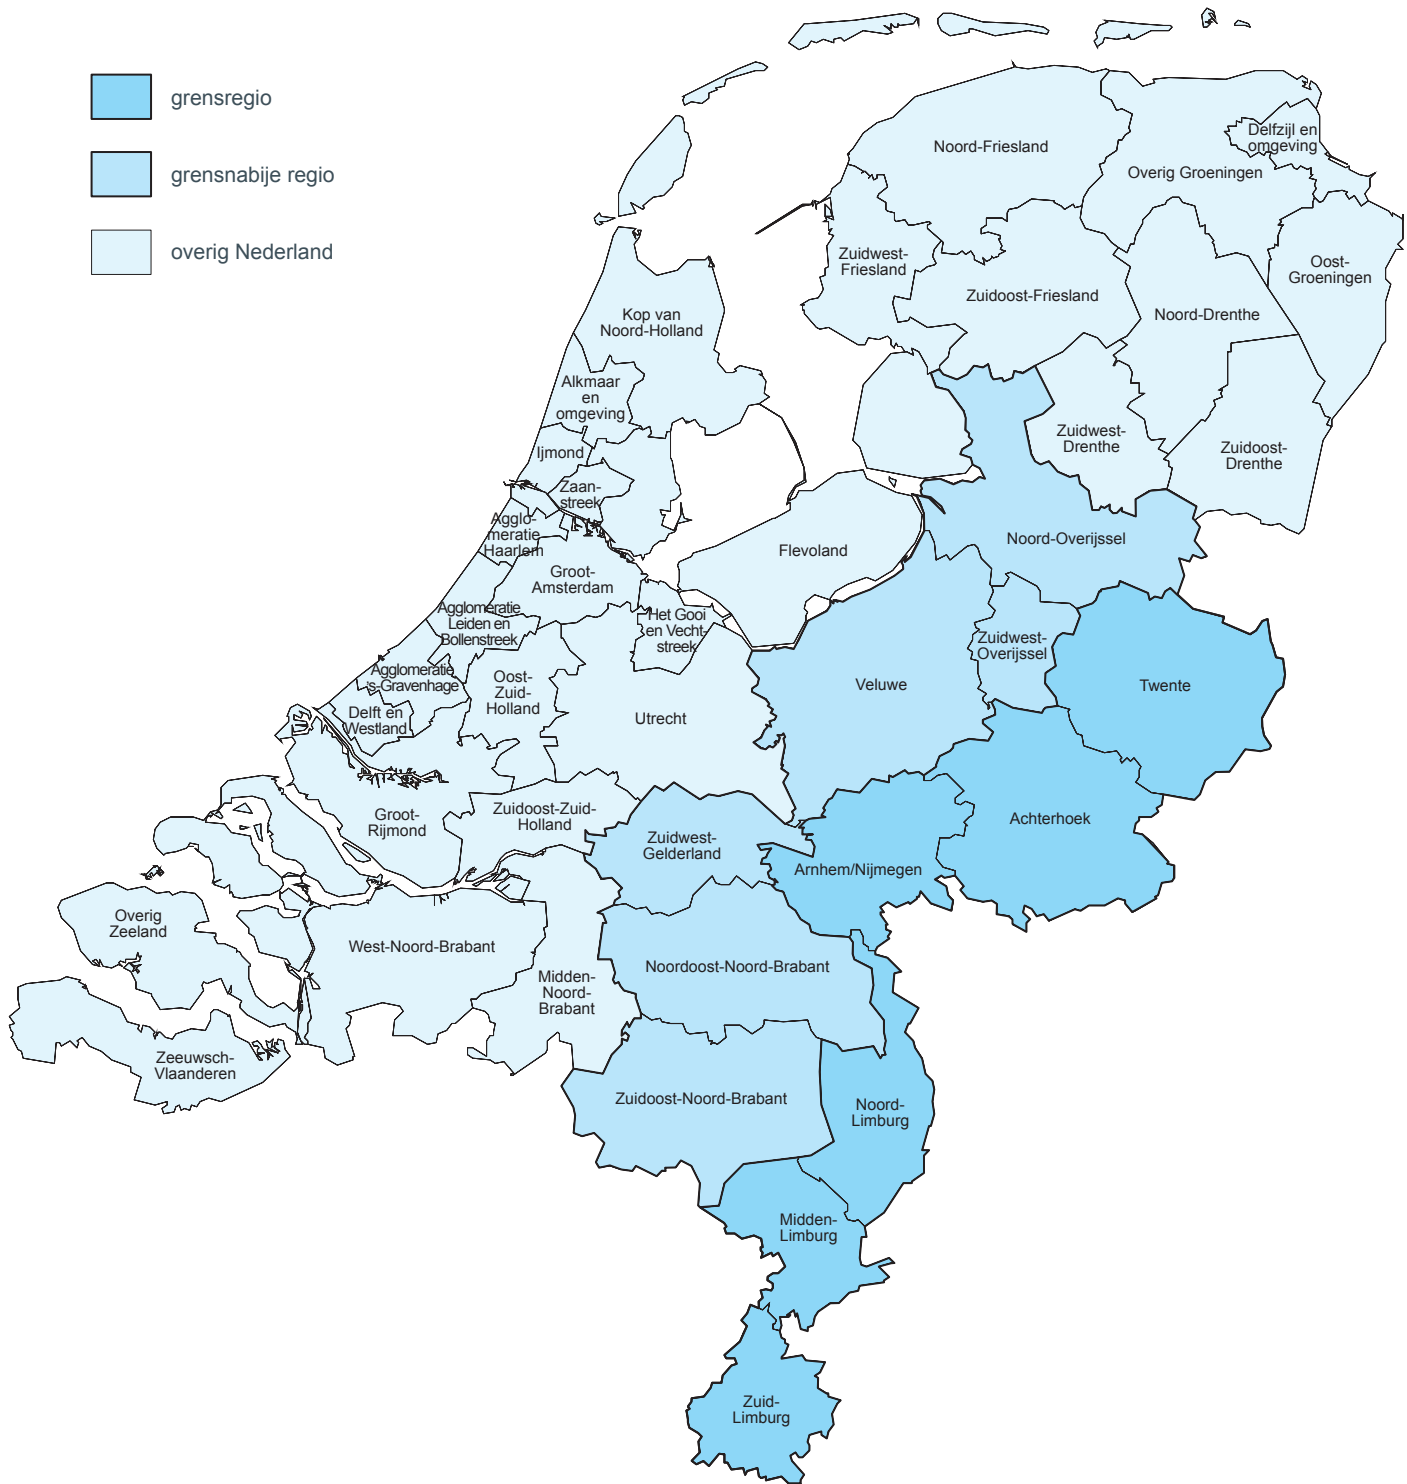 grensregio
grensnabije regio
overig Nederland
Noord-Friesland
Delfzijl en
omgeving
Overig Groeningen
Zuidwest-
Friesland
Zuidoost-Friesland
Oost-
Groeningen
Noord-Drenthe
Kop van
Noord-Holland
Alkmaar
en
omgeving
Zuidwest-
Drenthe
Zuidoost-
Drenthe
Ijmond
Zaan-
streek
Agglo-
meratie
Haarlem
Noord-Overijssel
Flevoland
Groot-
Amsterdam
Agglomeratie
Leiden en
Bollenstreek
Het Gooi
en Vecht-
streek
Zuidwest-
Overijssel
Agglomeratie
's-Gravenhage
Oost-
Zuid-
Holland
Veluwe
Twente
Delft en
Westland
Utrecht
Groot-
Rijmond
Zuidoost-Zuid-
Holland
Zuidwest-
Gelderland
Achterhoek
Arnhem/Nijmegen
Overig
Zeeland
West-Noord-Brabant
Midden-
Noord-
Brabant
Noordoost-Noord-Brabant
Zeeuwsch-
Vlaanderen
Zuidoost-Noord-Brabant
Noord-
Limburg
Midden-
Limburg
Zuid-
Limburg